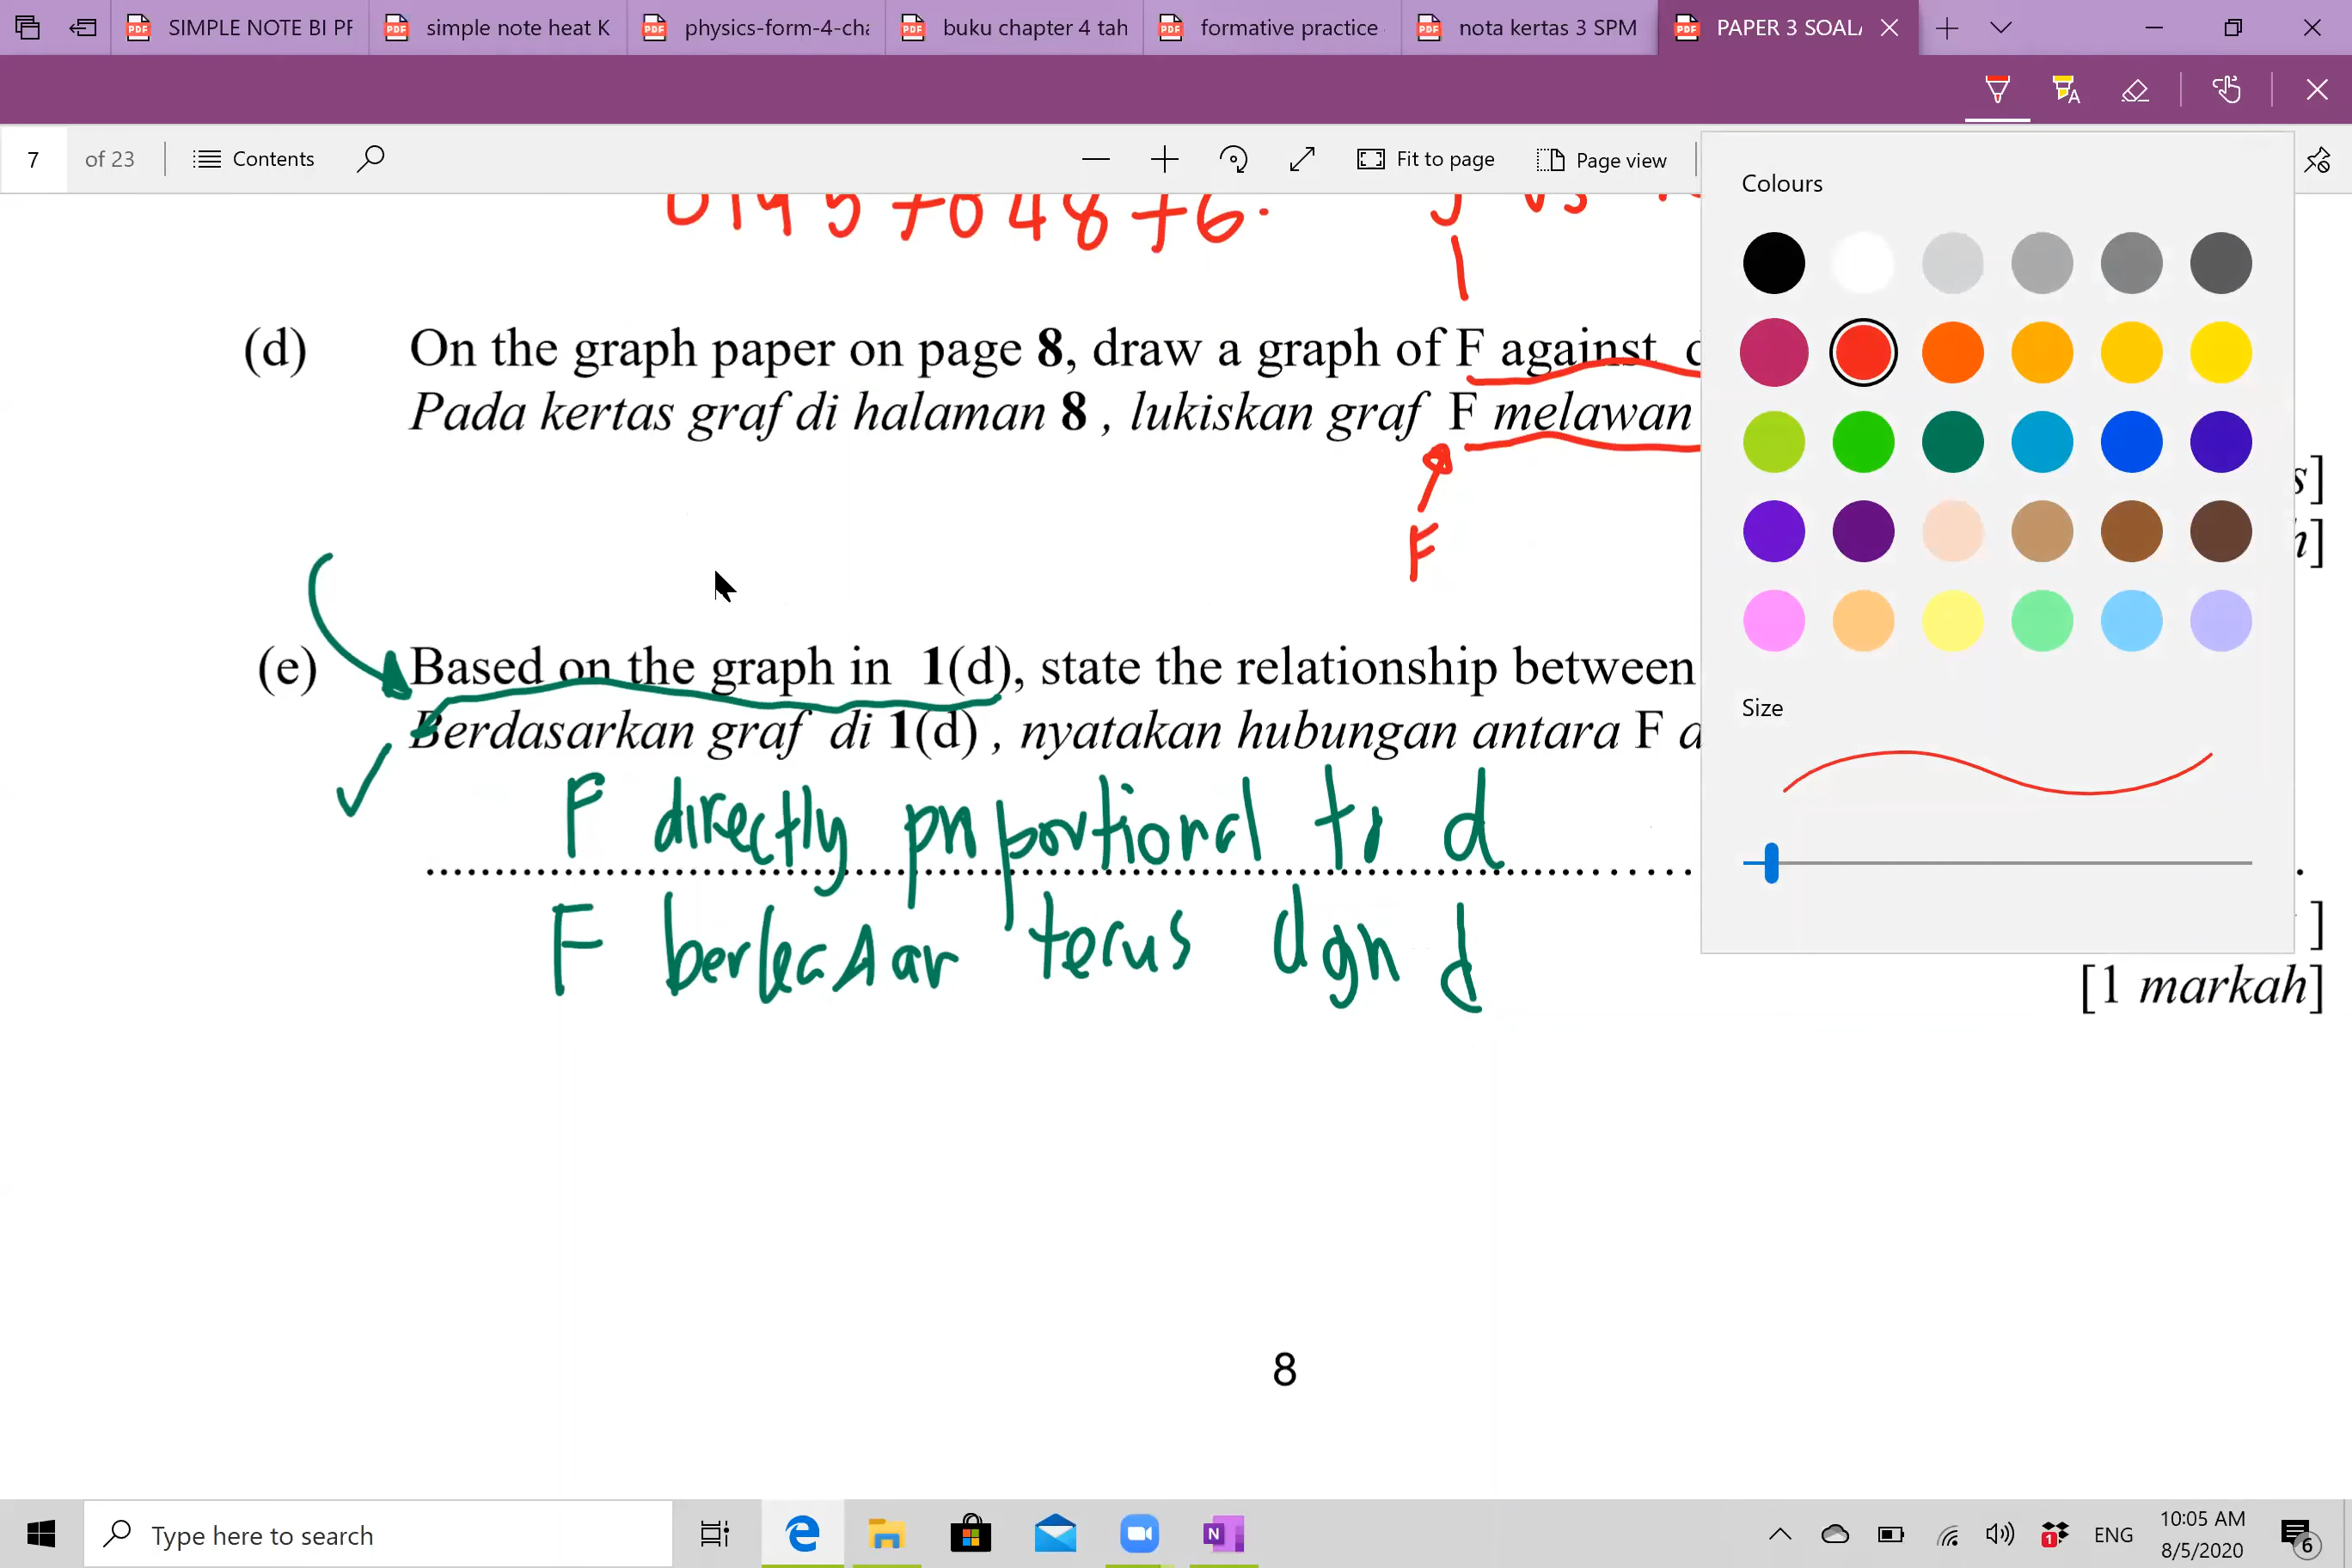 SIMPLE NOTE BI PF
simple note heat K
physics-form-4-cha
buku chapter 4 tah
formative practice
nota kertas 3 SPM
PAPER 3 SOAL
7 of 23
Contents
Fit to page
Page view
Colours
Size
(d) On the graph paper on page 8, draw a graph of F against
Pada kertas graf di halaman 8 , lukiskan graf F melawan
s]
h]
F
(e) Based on the graph in 1(d), state the relationship between
Berdasarkan graf di 1(d) , nyatakan hubungan antara F d
F directly proportional to d
F berkadar terus dgn d
]
[1 markah]
8
Type here to search
N
1
ENG
10:05 AM
8/5/2020
6